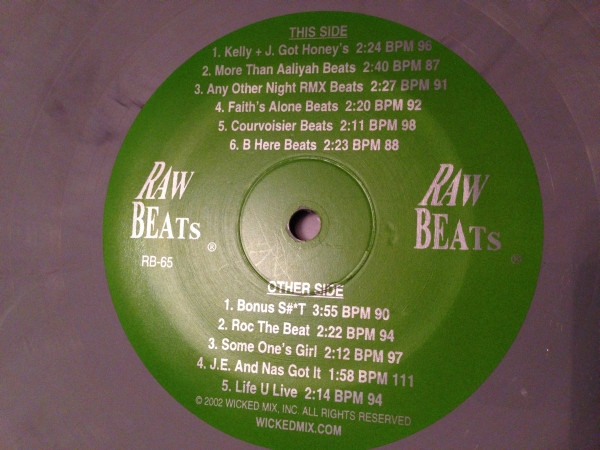 THIS SIDE
1. Kelly + J. Got Honey's 2:24 BPM 96
2. More Than Aaliyah Beats 2:40 BPM 87
3. Any Other Night RMX Beats 2:27 BPM 91
4. Faith's Alone Beats 2:20 BPM 92
5. Courvoisier Beats 2:11 BPM 98
6. B Here Beats 2:23 BPM 88
RAW
BEATS ®
RB-65
RAW
BEATS ®
OTHER SIDE
1. Bonus S#*T 3:55 BPM 90
2. Roc The Beat 2:22 BPM 94
3. Some One's Girl 2:12 BPM 97
4. J.E. And Nas Got It 1:58 BPM 111
5. Life U Live 2:14 BPM 94
© 2002 WICKED MIX, INC. ALL RIGHTS RESERVED
WICKEDMIX.COM